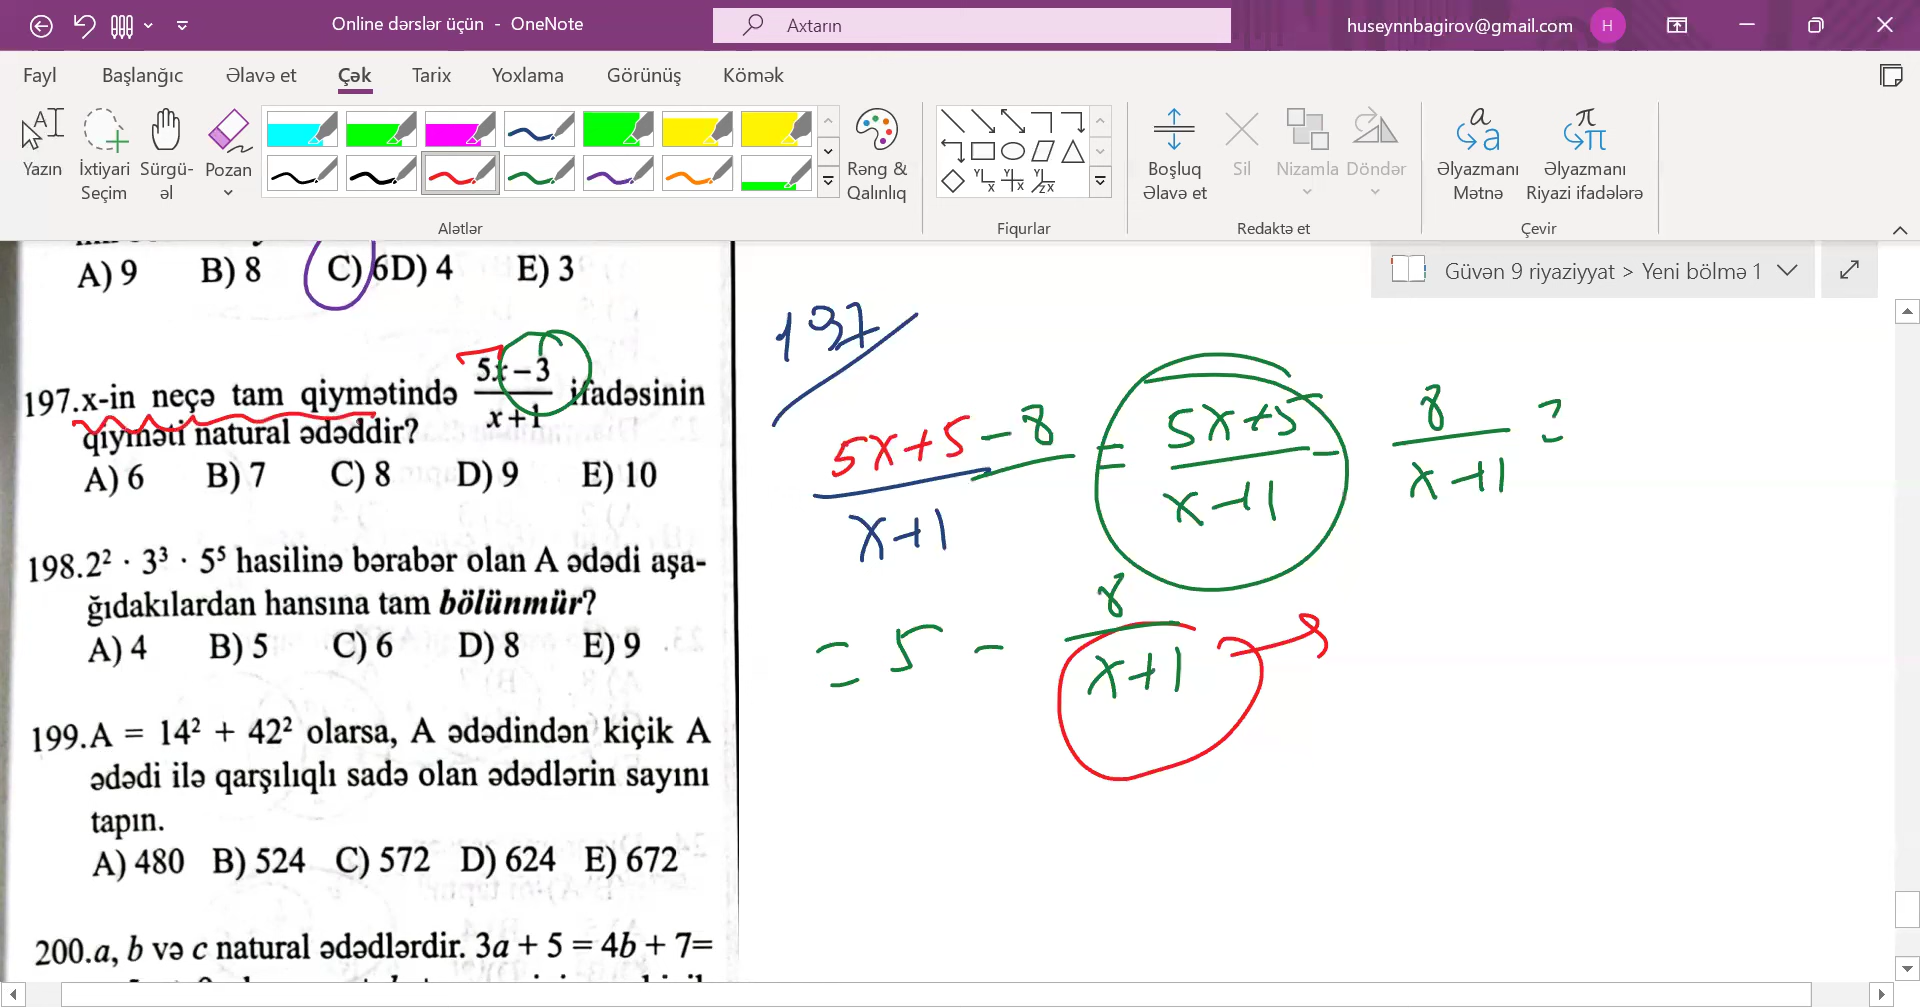 Online dərslər üçün - OneNote
Axtarın
huseynnbagirov@gmail.com
H
Fayl Başlanğıc Əlavə et Çək Tarix Yoxlama Görünüş Kömək
Yazın
İxtiyari Seçim
Sürgü-əl
Pozan
Rəng & Qalınlıq
Boşluq Əlavə et
Sil
Nizamla
Döndər
Əlyazmanı Mətnə
Əlyazmanı Riyazi ifadələrə
Alətlər
Fiqurlar
Redaktə et
Çevir
Güvən 9 riyaziyyat > Yeni bölmə 1
A) 9 B) 8 C) 6 D) 4 E) 3
197. x-in neçə tam qiymətində (5x − 3)/(x + 1) ifadəsinin
qiyməti natural ədəddir?
A) 6 B) 7 C) 8 D) 9 E) 10
198. 2² · 3³ · 5⁵ hasilinə bərabər olan A ədədi aşa-
ğıdakılardan hansına tam bölünmür?
A) 4 B) 5 C) 6 D) 8 E) 9
199. A = 14² + 42² olarsa, A ədədindən kiçik A
ədədi ilə qarşılıqlı sadə olan ədədlərin sayını
tapın.
A) 480 B) 524 C) 572 D) 624 E) 672
200. a, b və c natural ədədlərdir. 3a + 5 = 4b + 7=
197
(5x+5−8)/(x+1) = (5x+5)/(x+1) − 8/(x+1) =
= 5 − 8/(x+1)